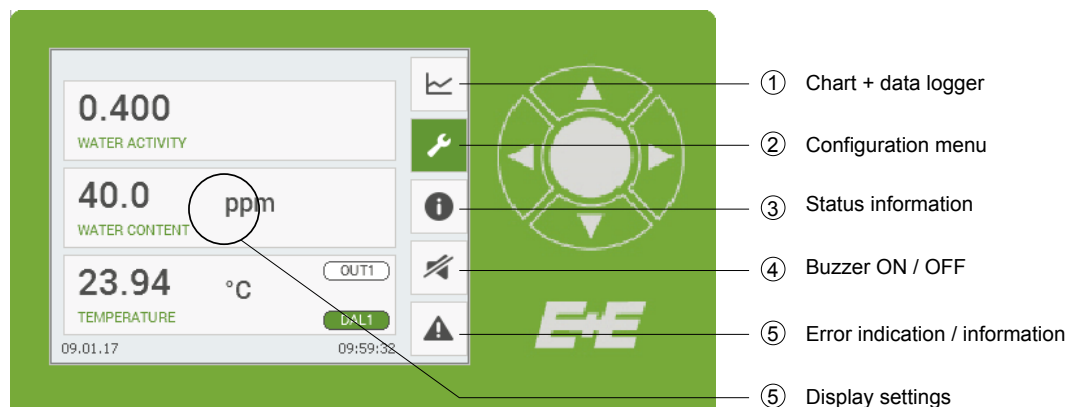 0.400
WATER ACTIVITY
40.0 ppm
WATER CONTENT
23.94 °C OUT1
TEMPERATURE DAL1
09.01.17 09:59:32
E+E
① Chart + data logger
② Configuration menu
③ Status information
④ Buzzer ON / OFF
⑤ Error indication / information
⑤ Display settings